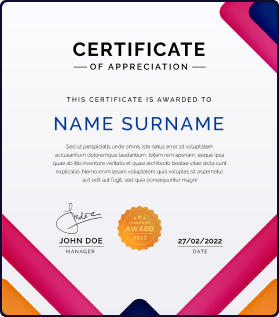 CERTIFICATE
OF APPRECIATION
THIS CERTIFICATE IS AWARDED TO
NAME SURNAME
Sed ut perspiciatis unde omnis iste natus error sit voluptatem
accusantium doloremque laudantium, totam rem aperiam, eaque ipsa
quae ab illo inventore veritatis et quasi architecto beatae vitae dicta sunt
explicabo. Nemo enim ipsam voluptatem quia voluptas sit aspernatur
aut odit aut fugit, sed quia consequuntur magni
JOHN DOE
MANAGER
COMPANY
AWARD
2022
27/02/2022
DATE